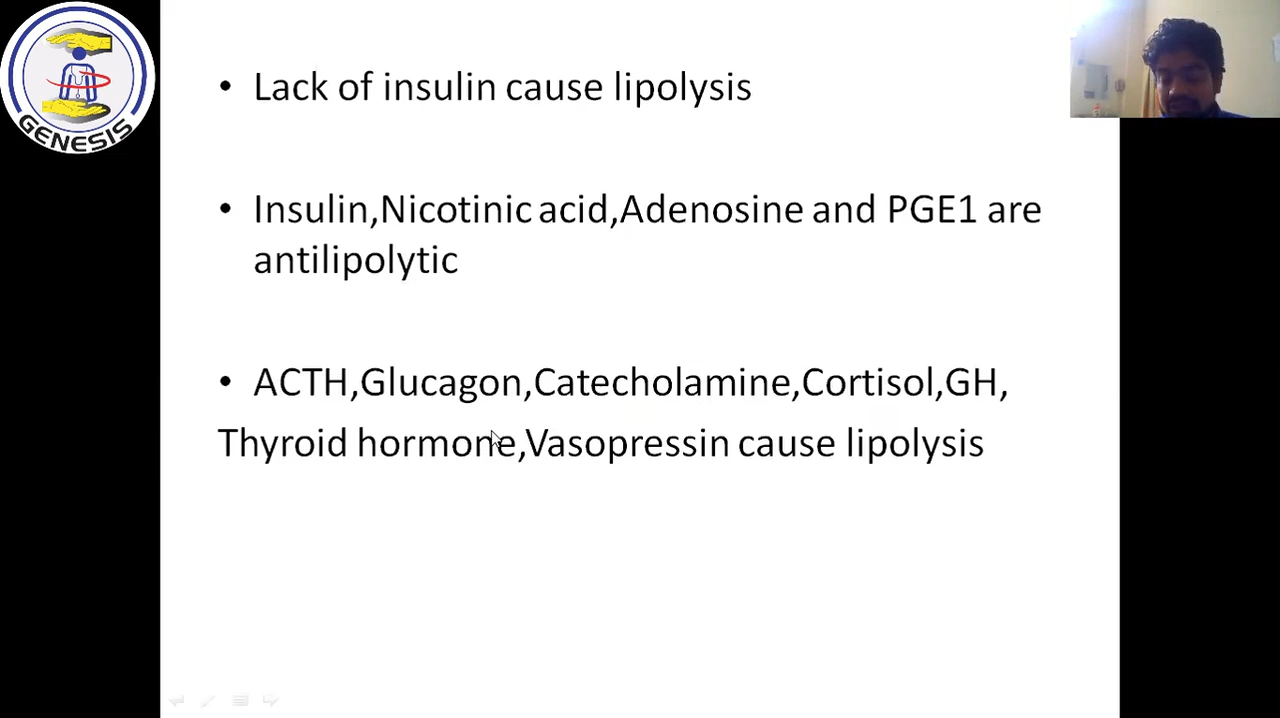 GENESIS
• Lack of insulin cause lipolysis
• Insulin,Nicotinic acid,Adenosine and PGE1 are
antilipolytic
• ACTH,Glucagon,Catecholamine,Cortisol,GH,
Thyroid hormone,Vasopressin cause lipolysis